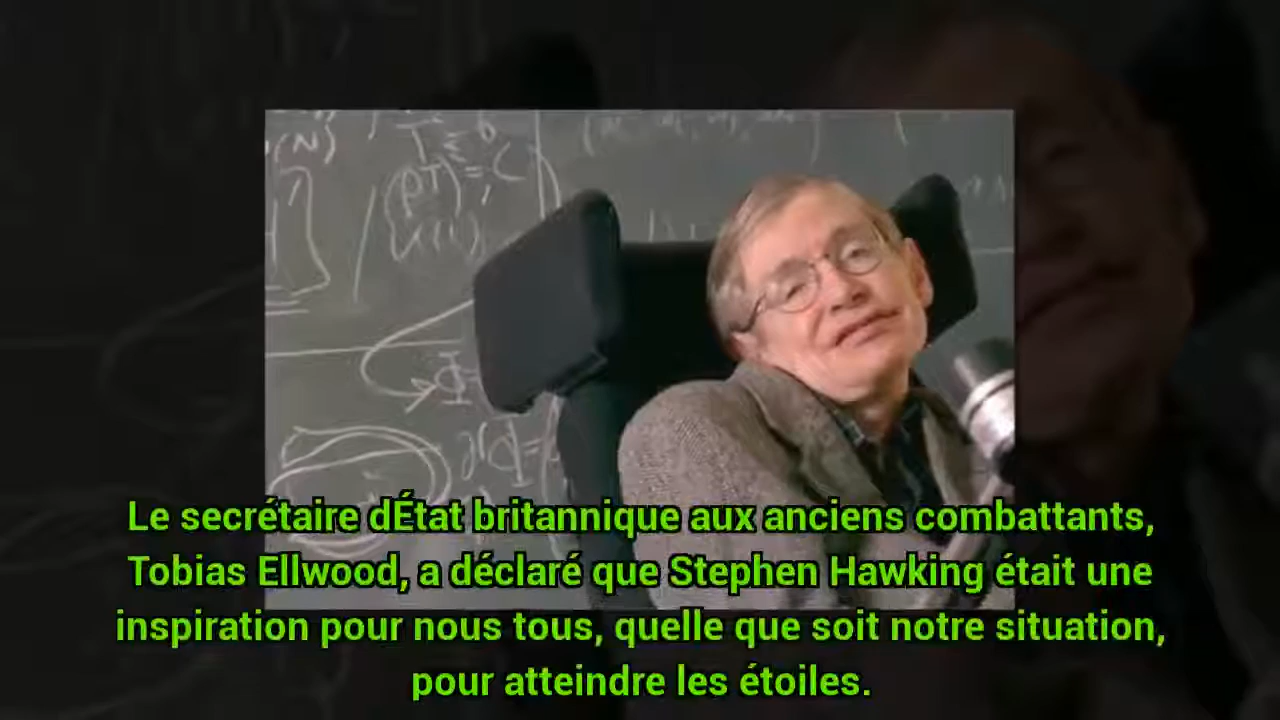 (N)
Le secrétaire dÉtat britannique aux anciens combattants,
Tobias Ellwood, a déclaré que Stephen Hawking était une
inspiration pour nous tous, quelle que soit notre situation,
pour atteindre les étoiles.